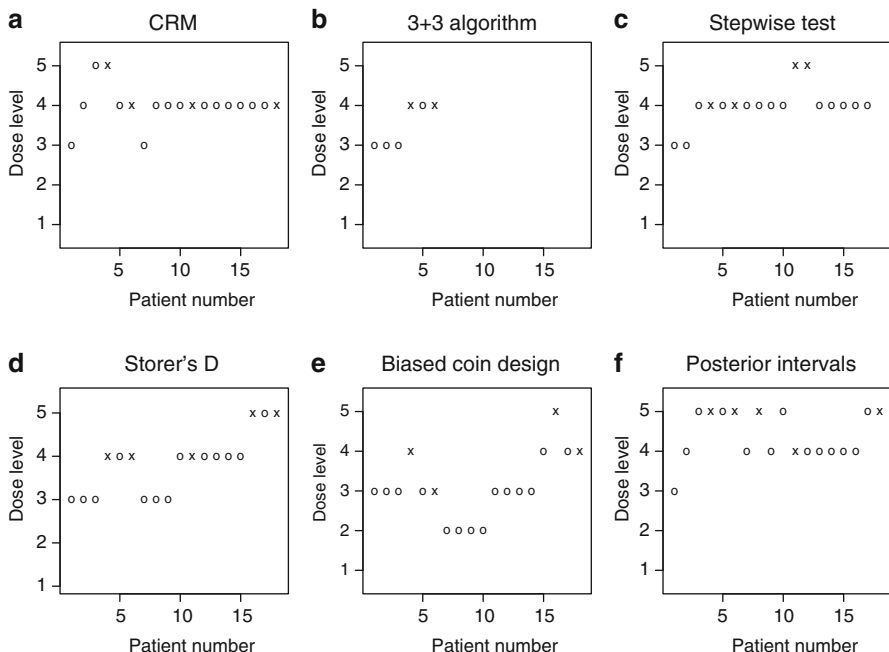 a CRM
5 o x
4 o o x o o o x o o o o o o x
3 o o
2
1
Dose level
5 10 15
Patient number
b 3+3 algorithm
5
4 x o x
3 o o o
2
1
Dose level
5 10 15
Patient number
c Stepwise test
5 x x
4 o x o x o o o o o o o o o
3 o o
2
1
Dose level
5 10 15
Patient number
d Storer's D
5 x o x
4 x o x o x o o o o
3 o o o o o o
2
1
Dose level
5 10 15
Patient number
e Biased coin design
5 x
4 x o o x
3 o o o o x o o o o
2 o o o o
1
Dose level
5 10 15
Patient number
f Posterior intervals
5 o x o x x o o x
4 o o o x o o o o o
3 o
2
1
Dose level
5 10 15
Patient number